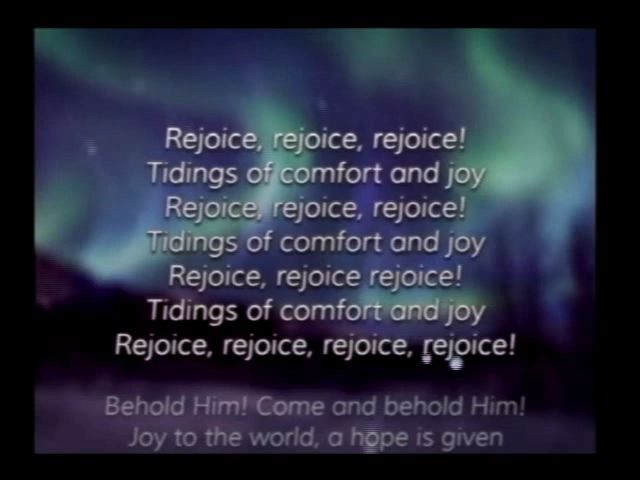 Rejoice, rejoice, rejoice!
Tidings of comfort and joy
Rejoice, rejoice, rejoice!
Tidings of comfort and joy
Rejoice, rejoice rejoice!
Tidings of comfort and joy
Rejoice, rejoice, rejoice, rejoice!
Behold Him! Come and behold Him!
Joy to the world, a hope is given